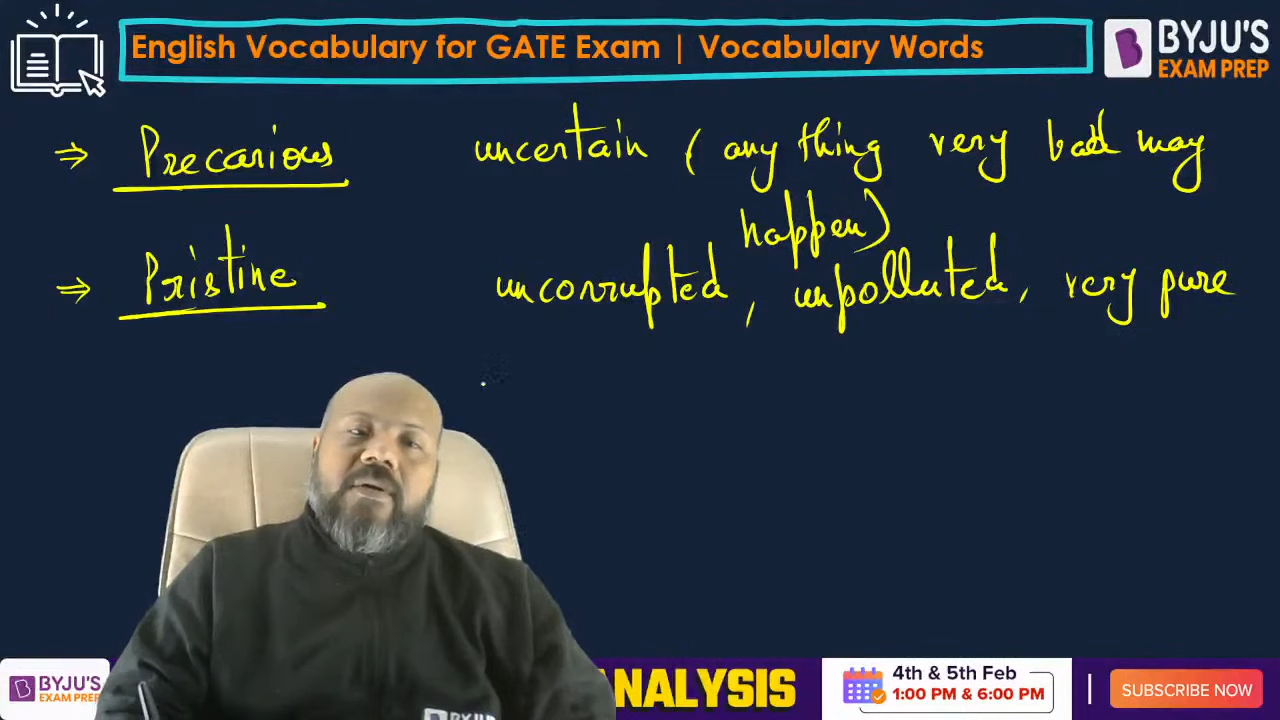 English Vocabulary for GATE Exam | Vocabulary Words
BYJU'S
EXAM PREP
⇒ Precarious uncertain (any thing very bad may
happen)
⇒ Pristine uncorrupted, unpolluted, very pure
BYJU'S
EXAM PREP
BYJU'S
NALYSIS
4th & 5th Feb
1:00 PM & 6:00 PM
SUBSCRIBE NOW